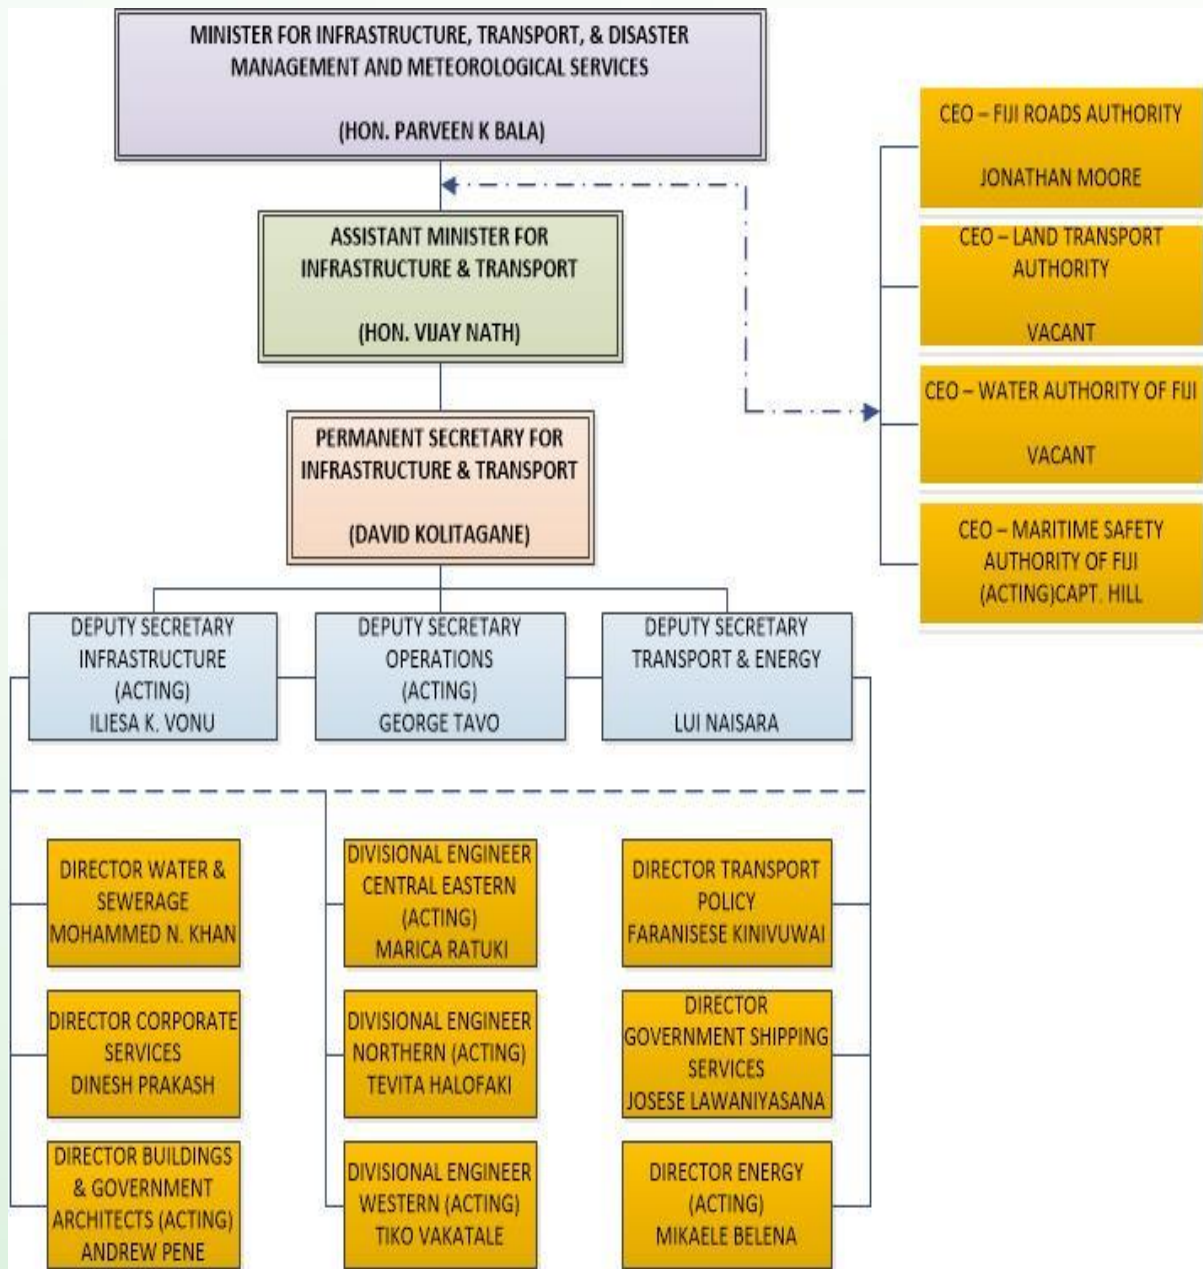 MINISTER FOR INFRASTRUCTURE, TRANSPORT, & DISASTER
MANAGEMENT AND METEOROLOGICAL SERVICES
(HON. PARVEEN K BALA)
ASSISTANT MINISTER FOR
INFRASTRUCTURE & TRANSPORT
(HON. VIJAY NATH)
PERMANENT SECRETARY FOR
INFRASTRUCTURE & TRANSPORT
(DAVID KOLITAGANE)
CEO – FIJI ROADS AUTHORITY
JONATHAN MOORE
CEO – LAND TRANSPORT
AUTHORITY
VACANT
CEO – WATER AUTHORITY OF FIJI
VACANT
CEO – MARITIME SAFETY
AUTHORITY OF FIJI
(ACTING)CAPT. HILL
DEPUTY SECRETARY
INFRASTRUCTURE
(ACTING)
ILIESA K. VONU
DEPUTY SECRETARY
OPERATIONS
(ACTING)
GEORGE TAVO
DEPUTY SECRETARY
TRANSPORT & ENERGY
LUI NAISARA
DIRECTOR WATER &
SEWERAGE
MOHAMMED N. KHAN
DIRECTOR CORPORATE
SERVICES
DINESH PRAKASH
DIRECTOR BUILDINGS
& GOVERNMENT
ARCHITECTS (ACTING)
ANDREW PENE
DIVISIONAL ENGINEER
CENTRAL EASTERN
(ACTING)
MARICA RATUKI
DIVISIONAL ENGINEER
NORTHERN (ACTING)
TEVITA HALOFAKI
DIVISIONAL ENGINEER
WESTERN (ACTING)
TIKO VAKATALE
DIRECTOR TRANSPORT
POLICY
FARANISESE KINIVUWAI
DIRECTOR
GOVERNMENT SHIPPING
SERVICES
JOSESE LAWANIYASANA
DIRECTOR ENERGY
(ACTING)
MIKAELE BELENA